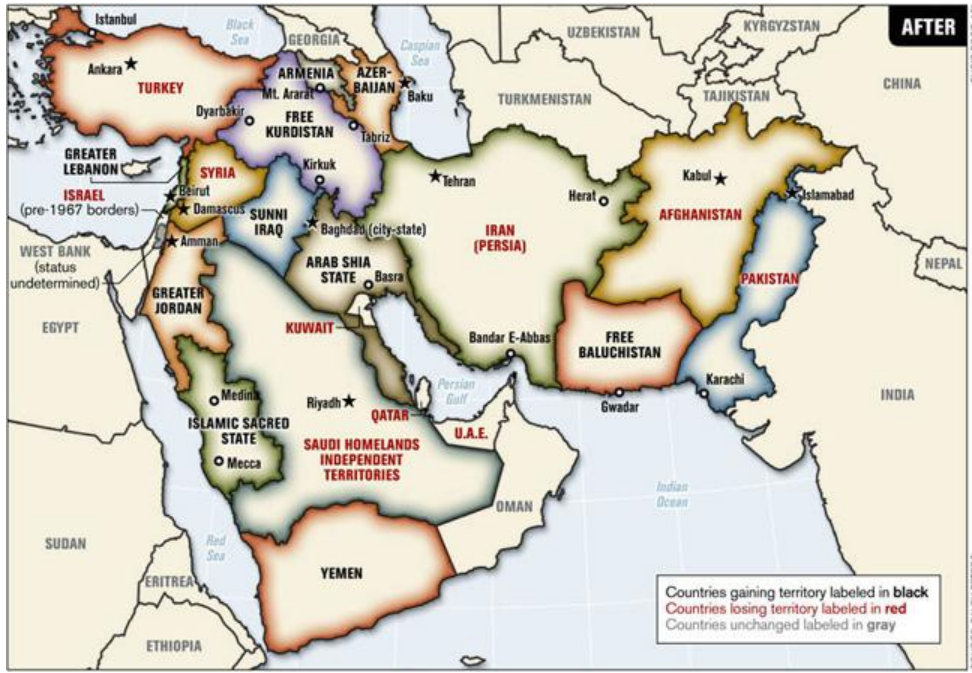 AFTER
Istanbul
Black
Sea
GEORGIA
Caspian
Sea
UZBEKISTAN
KYRGYZSTAN
Ankara
TURKEY
ARMENIA
Mt. Ararat
AZER-
BAIJAN
Baku
TURKMENISTAN
TAJIKISTAN
CHINA
Dyarbakir
FREE
KURDISTAN
Tabriz
GREATER
LEBANON
SYRIA
Kirkuk
Tehran
Herat
Kabul
Islamabad
ISRAEL
(pre-1967 borders)
Beirut
Damascus
SUNNI
IRAQ
Baghdad (city-state)
IRAN
(PERSIA)
AFGHANISTAN
WEST BANK
(status
undetermined)
Amman
ARAB SHIA
STATE
Basra
PAKISTAN
NEPAL
GREATER
JORDAN
EGYPT
KUWAIT
Bandar E-Abbas
FREE
BALUCHISTAN
Karachi
Medina
Riyadh
Persian
Gulf
Gwadar
INDIA
ISLAMIC SACRED
STATE
QATAR
U.A.E.
Mecca
SAUDI HOMELANDS
INDEPENDENT
TERRITORIES
Indian
Ocean
OMAN
SUDAN
Red
Sea
YEMEN
ERITREA
ETHIOPIA
Countries gaining territory labeled in black
Countries losing territory labeled in red
Countries unchanged labeled in gray